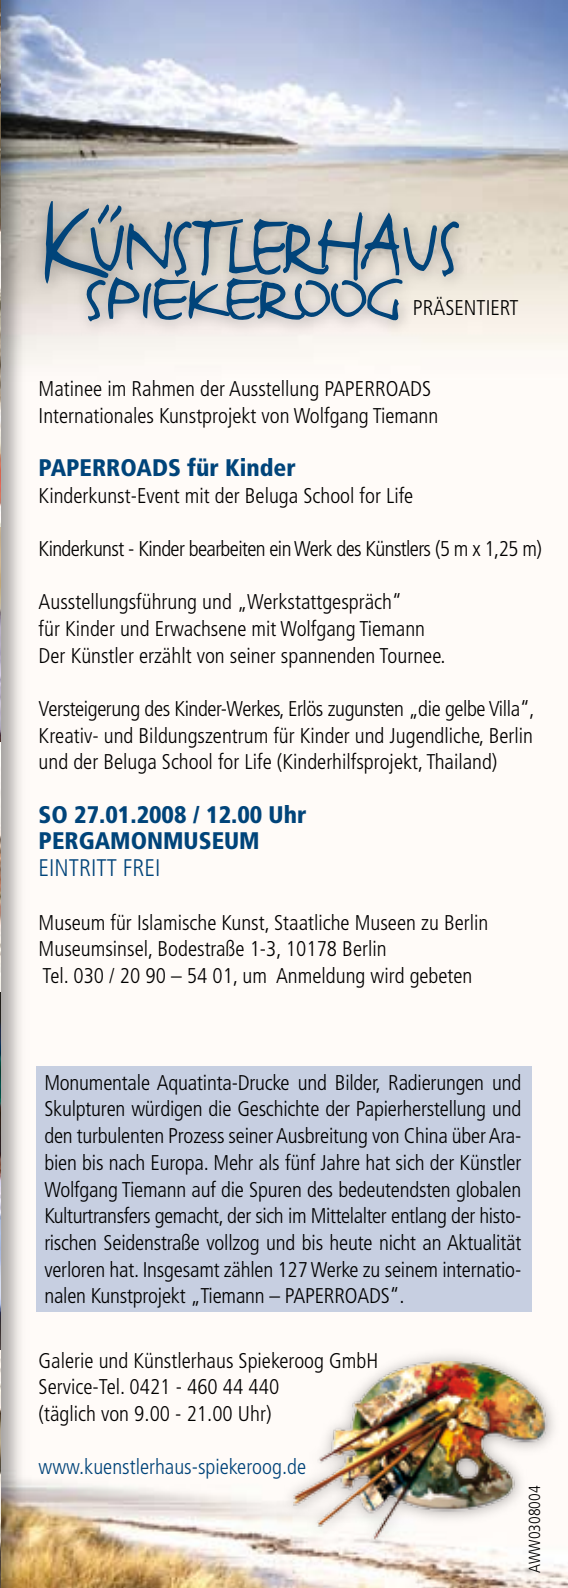 KÜNSTLERHAUS
SPIEKEROOG PRÄSENTIERT
Matinee im Rahmen der Ausstellung PAPERROADS
Internationales Kunstprojekt von Wolfgang Tiemann
PAPERROADS für Kinder
Kinderkunst-Event mit der Beluga School for Life
Kinderkunst - Kinder bearbeiten ein Werk des Künstlers (5 m x 1,25 m)
Ausstellungsführung und „Werkstattgespräch“
für Kinder und Erwachsene mit Wolfgang Tiemann
Der Künstler erzählt von seiner spannenden Tournee.
Versteigerung des Kinder-Werkes, Erlös zugunsten „die gelbe Villa“,
Kreativ- und Bildungszentrum für Kinder und Jugendliche, Berlin
und der Beluga School for Life (Kinderhilfsprojekt, Thailand)
SO 27.01.2008 / 12.00 Uhr
PERGAMONMUSEUM
EINTRITT FREI
Museum für Islamische Kunst, Staatliche Museen zu Berlin
Museumsinsel, Bodestraße 1-3, 10178 Berlin
Tel. 030 / 20 90 – 54 01, um Anmeldung wird gebeten
Monumentale Aquatinta-Drucke und Bilder, Radierungen und
Skulpturen würdigen die Geschichte der Papierherstellung und
den turbulenten Prozess seiner Ausbreitung von China über Ara-
bien bis nach Europa. Mehr als fünf Jahre hat sich der Künstler
Wolfgang Tiemann auf die Spuren des bedeutendsten globalen
Kulturtransfers gemacht, der sich im Mittelalter entlang der histo-
rischen Seidenstraße vollzog und bis heute nicht an Aktualität
verloren hat. Insgesamt zählen 127 Werke zu seinem internatio-
nalen Kunstprojekt „Tiemann – PAPERROADS“.
Galerie und Künstlerhaus Spiekeroog GmbH
Service-Tel. 0421 - 460 44 440
(täglich von 9.00 - 21.00 Uhr)
www.kuenstlerhaus-spiekeroog.de
AWW0308004